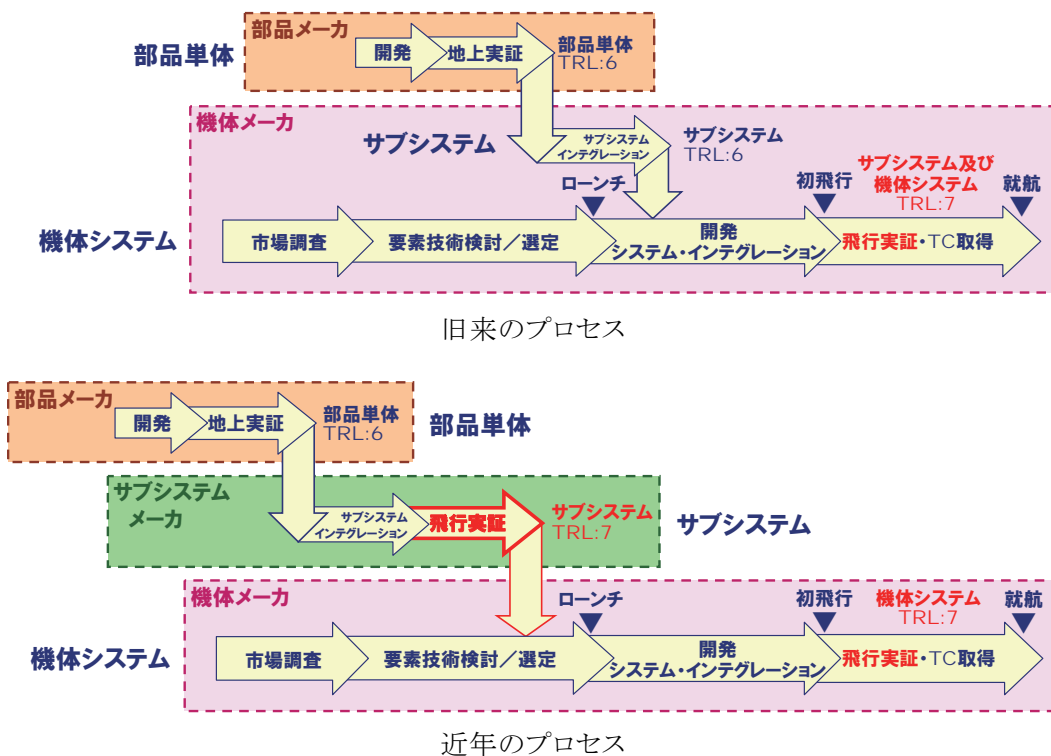 部品メーカ
部品単体
開発
地上実証
部品単体
TRL:6
機体メーカ
サブシステム
サブシステム
インテグレーション
サブシステム
TRL:6
ローンチ
初飛行
サブシステム及び
機体システム
TRL:7
就航
機体システム
市場調査
要素技術検討／選定
開発
システム・インテグレーション
飛行実証・TC取得
旧来のプロセス
部品メーカ
開発
地上実証
部品単体
TRL:6
部品単体
サブシステム
メーカ
サブシステム
インテグレーション
飛行実証
サブシステム
TRL:7
サブシステム
機体メーカ
ローンチ
初飛行
機体システム
TRL:7
就航
機体システム
市場調査
要素技術検討／選定
開発
システム・インテグレーション
飛行実証・TC取得
近年のプロセス